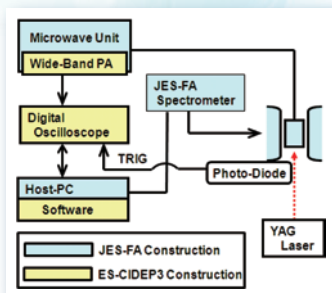 Microwave Unit
Wide-Band PA
JES-FA
Spectrometer
Digital
Oscilloscope
TRIG
Photo-Diode
Host-PC
Software
YAG
Laser
JES-FA Construction
ES-CIDEP3 Construction